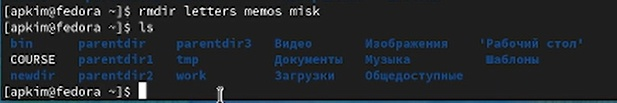 [apkim@fedora ~]$ rmdir letters memos misk
[apkim@fedora ~]$ ls
bin parentdir parentdir3 Видео Изображения 'Рабочий стол'
COURSE parentdir1 tmp Документы Музыка Шаблоны
newdir parentdir2 work Загрузки Общедоступные
[apkim@fedora ~]$